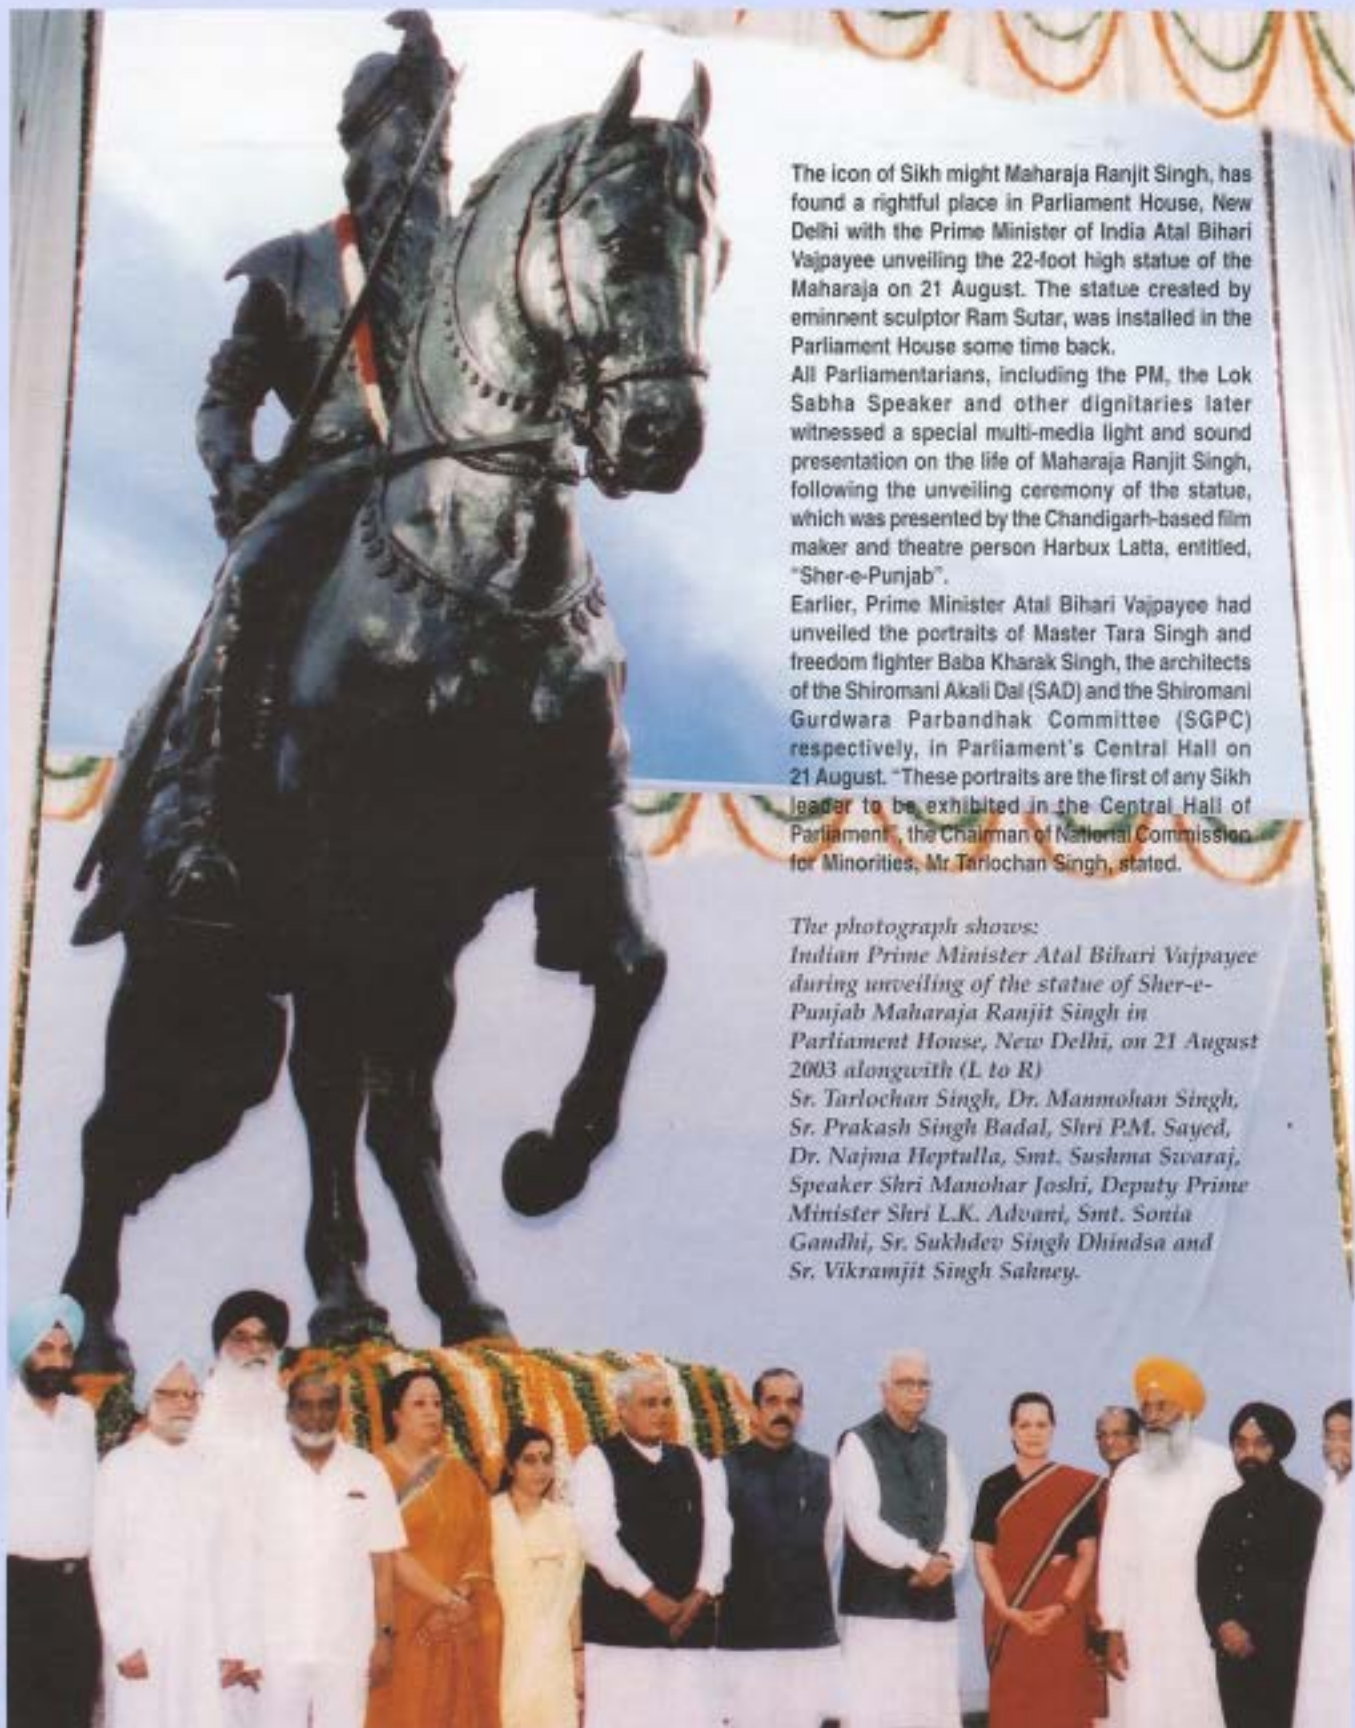 The icon of Sikh might Maharaja Ranjit Singh, has
found a rightful place in Parliament House, New
Delhi with the Prime Minister of India Atal Bihari
Vajpayee unveiling the 22-foot high statue of the
Maharaja on 21 August. The statue created by
eminnent sculptor Ram Sutar, was installed in the
Parliament House some time back.
All Parliamentarians, including the PM, the Lok
Sabha Speaker and other dignitaries later
witnessed a special multi-media light and sound
presentation on the life of Maharaja Ranjit Singh,
following the unveiling ceremony of the statue,
which was presented by the Chandigarh-based film
maker and theatre person Harbux Latta, entitled,
"Sher-e-Punjab".
Earlier, Prime Minister Atal Bihari Vajpayee had
unveiled the portraits of Master Tara Singh and
freedom fighter Baba Kharak Singh, the architects
of the Shiromani Akali Dal (SAD) and the Shiromani
Gurdwara Parbandhak Committee (SGPC)
respectively, in Parliament's Central Hall on
21 August. "These portraits are the first of any Sikh
leader to be exhibited in the Central Hall of
Parliament", the Chairman of National Commission
for Minorities, Mr Tarlochan Singh, stated.
The photograph shows:
Indian Prime Minister Atal Bihari Vajpayee
during unveiling of the statue of Sher-e-
Punjab Maharaja Ranjit Singh in
Parliament House, New Delhi, on 21 August
2003 alongwith (L to R)
Sr. Tarlochan Singh, Dr. Manmohan Singh,
Sr. Prakash Singh Badal, Shri P.M. Sayed,
Dr. Najma Heptulla, Smt. Sushma Swaraj,
Speaker Shri Manohar Joshi, Deputy Prime
Minister Shri L.K. Advani, Smt. Sonia
Gandhi, Sr. Sukhdev Singh Dhindsa and
Sr. Vikramjit Singh Sahney.